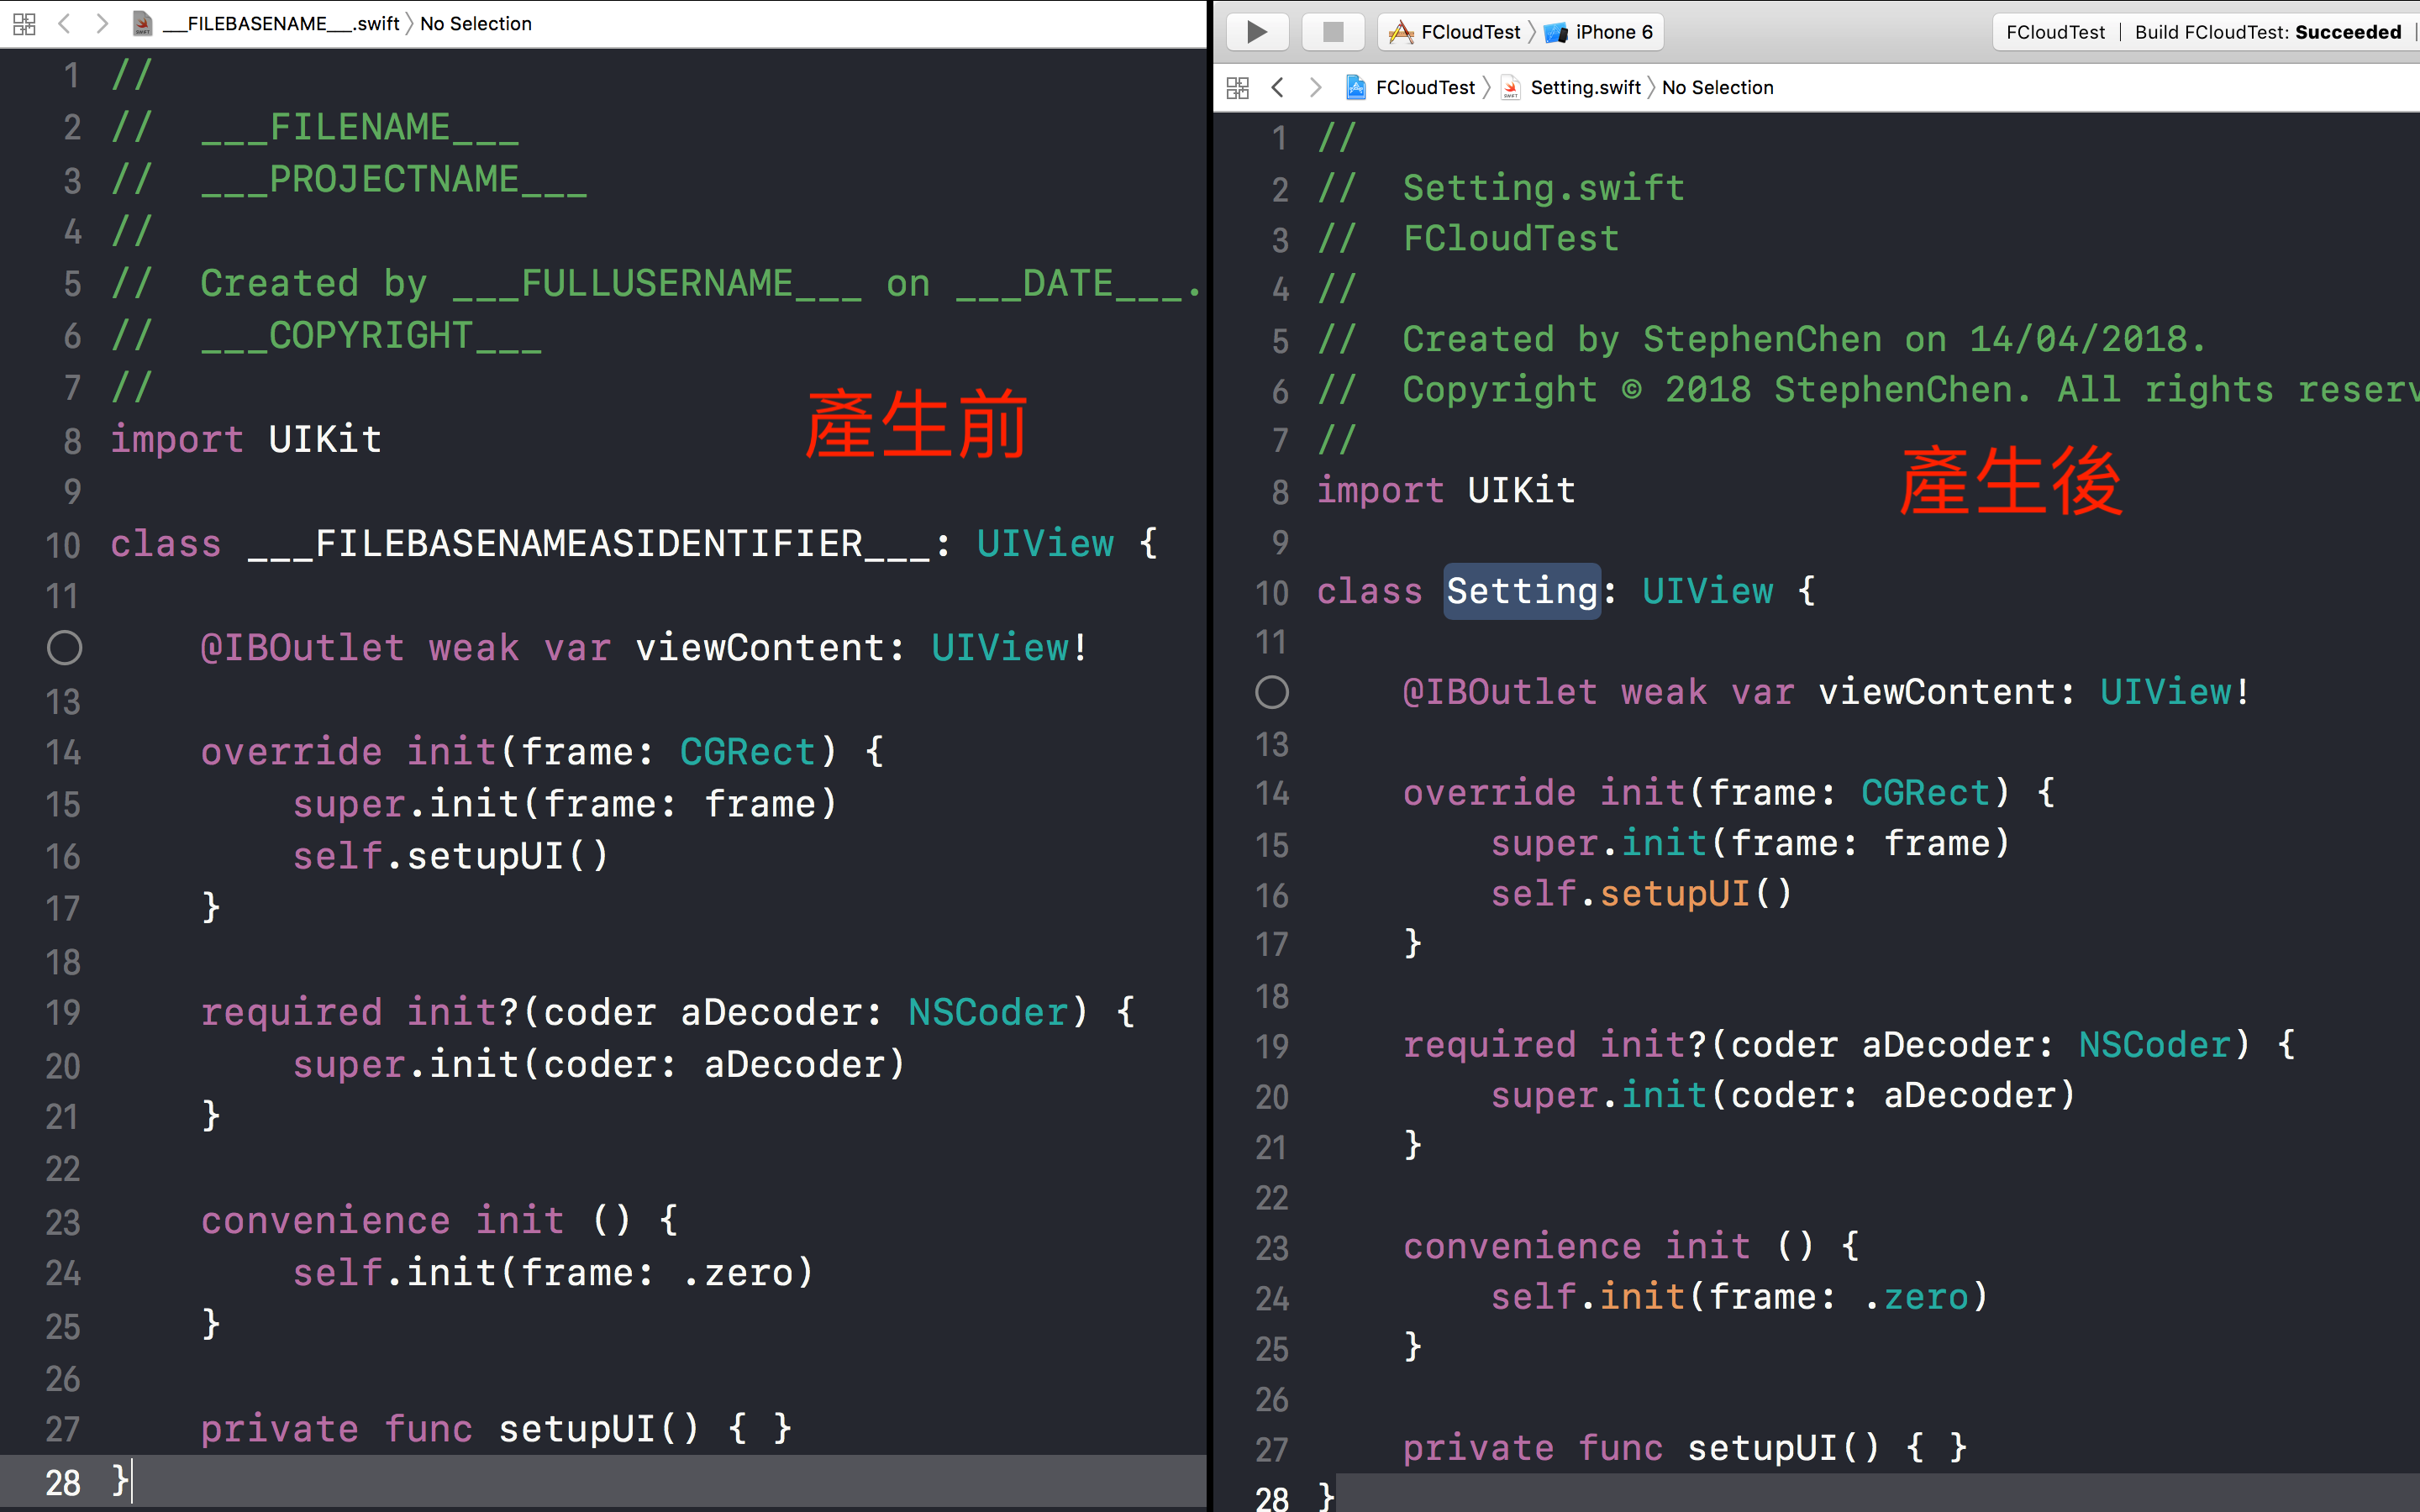 ___FILEBASENAME___.swift 〉 No Selection
1 //
2 //  ___FILENAME___
3 //  ___PROJECTNAME___
4 //
5 //  Created by ___FULLUSERNAME___ on ___DATE___.
6 //  ___COPYRIGHT___
7 //
8 import UIKit
9
10 class ___FILEBASENAMEASIDENTIFIER___: UIView {
11
@IBOutlet weak var viewContent: UIView!
13
14 override init(frame: CGRect) {
15 super.init(frame: frame)
16 self.setupUI()
17 }
18
19 required init?(coder aDecoder: NSCoder) {
20 super.init(coder: aDecoder)
21 }
22
23 convenience init () {
24 self.init(frame: .zero)
25 }
26
27 private func setupUI() { }
28 }
產生前
FCloudTest 〉 iPhone 6
FCloudTest | Build FCloudTest: Succeeded |
FCloudTest 〉 Setting.swift 〉 No Selection
1 //
2 //  Setting.swift
3 //  FCloudTest
4 //
5 //  Created by StephenChen on 14/04/2018.
6 //  Copyright © 2018 StephenChen. All rights reserv
7 //
8 import UIKit
9
10 class Setting: UIView {
11
@IBOutlet weak var viewContent: UIView!
13
14 override init(frame: CGRect) {
15 super.init(frame: frame)
16 self.setupUI()
17 }
18
19 required init?(coder aDecoder: NSCoder) {
20 super.init(coder: aDecoder)
21 }
22
23 convenience init () {
24 self.init(frame: .zero)
25 }
26
27 private func setupUI() { }
28 }
產生後